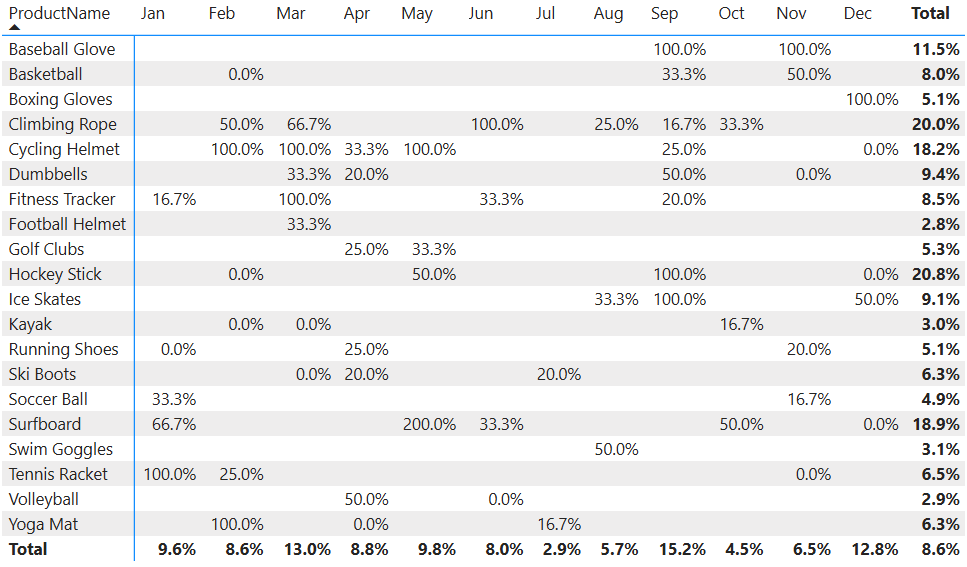 ProductName Jan Feb Mar Apr May Jun Jul Aug Sep Oct Nov Dec Total
Baseball Glove 100.0% 100.0% 11.5%
Basketball 0.0% 33.3% 50.0% 8.0%
Boxing Gloves 100.0% 5.1%
Climbing Rope 50.0% 66.7% 100.0% 25.0% 16.7% 33.3% 20.0%
Cycling Helmet 100.0% 100.0% 33.3% 100.0% 25.0% 0.0% 18.2%
Dumbbells 33.3% 20.0% 50.0% 0.0% 9.4%
Fitness Tracker 16.7% 100.0% 33.3% 20.0% 8.5%
Football Helmet 33.3% 2.8%
Golf Clubs 25.0% 33.3% 5.3%
Hockey Stick 0.0% 50.0% 100.0% 0.0% 20.8%
Ice Skates 33.3% 100.0% 50.0% 9.1%
Kayak 0.0% 0.0% 16.7% 3.0%
Running Shoes 0.0% 25.0% 20.0% 5.1%
Ski Boots 0.0% 20.0% 20.0% 6.3%
Soccer Ball 33.3% 16.7% 4.9%
Surfboard 66.7% 200.0% 33.3% 50.0% 0.0% 18.9%
Swim Goggles 50.0% 3.1%
Tennis Racket 100.0% 25.0% 0.0% 6.5%
Volleyball 50.0% 0.0% 2.9%
Yoga Mat 100.0% 0.0% 16.7% 6.3%
Total 9.6% 8.6% 13.0% 8.8% 9.8% 8.0% 2.9% 5.7% 15.2% 4.5% 6.5% 12.8% 8.6%